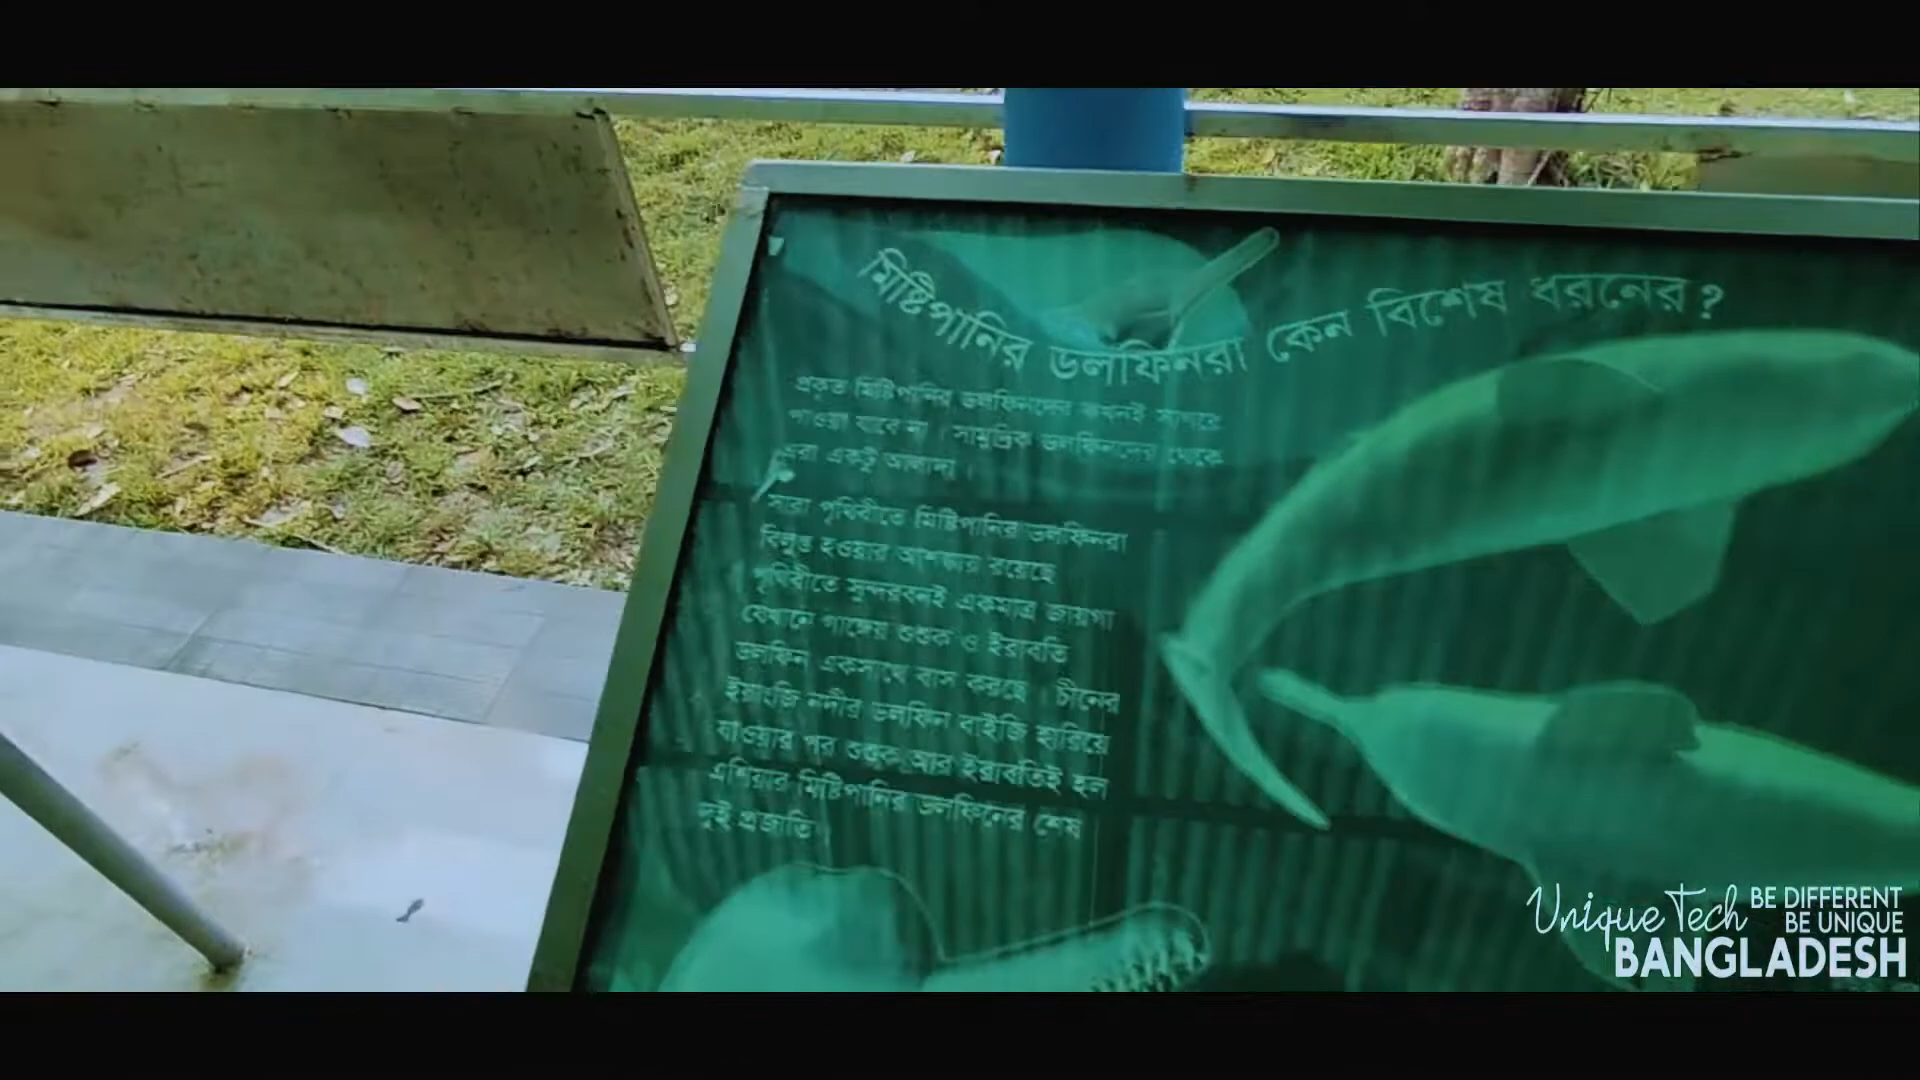 মিষ্টিপানির ডলফিনরা কেন বিশেষ ধরনের?
প্রকৃত মিষ্টিপানির ডলফিনদের কখনই সাগরে
পাওয়া যাবে না । সামুদ্রিক ডলফিনদের থেকে
এরা একটু আলাদা ।
সারা পৃথিবীতে মিষ্টিপানির ডলফিনরা
বিলুপ্ত হওয়ার আশঙ্কায় রয়েছে
পৃথিবীতে সুন্দরবনই একমাত্র জায়গা
যেখানে গাঙ্গেয় শুশুক ও ইরাবতি
ডলফিন একসাথে বাস করছে । চীনের
ইয়াংজি নদীর ডলফিন বাইজি হারিয়ে
যাওয়ার পর শুশুক আর ইরাবতিই হল
এশিয়ার মিষ্টিপানির ডলফিনের শেষ
দুই প্রজাতি
Unique Tech BE DIFFERENT
BE UNIQUE
BANGLADESH